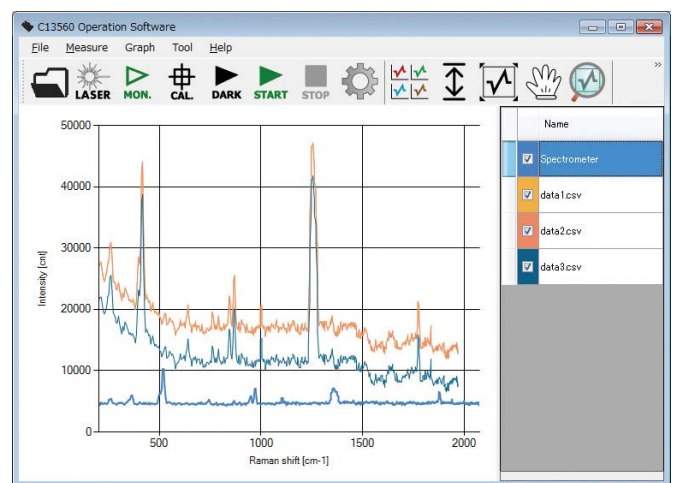 C13560 Operation Software
File Measure Graph Tool Help
LASER MON. CAL. DARK START STOP
»
Name
Spectrometer
data1.csv
data2.csv
data3.csv
50000
40000
30000
20000
10000
0
Intensity [cnt]
500 1000 1500 2000
Raman shift [cm-1]